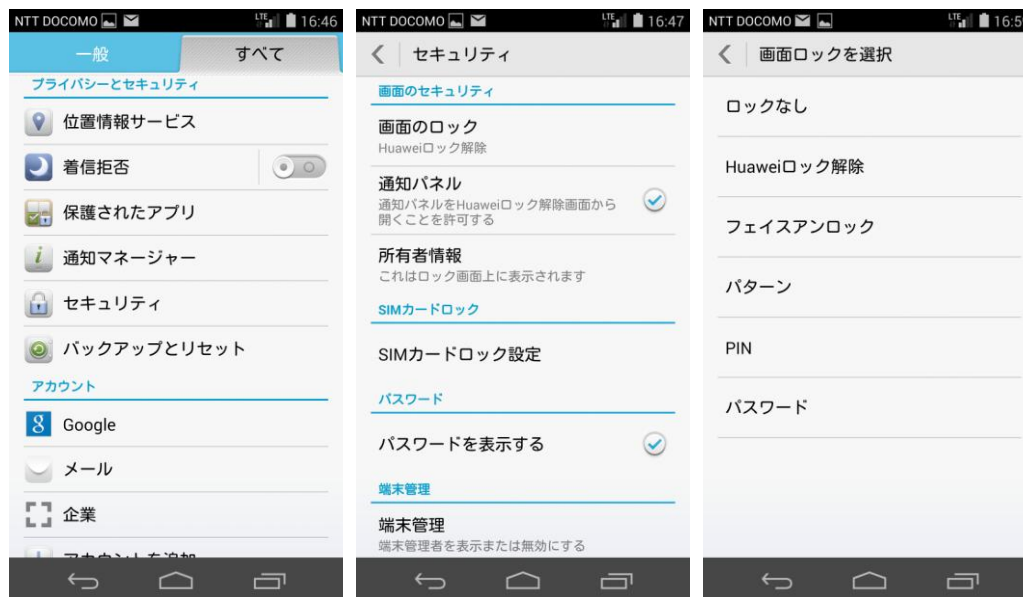 NTT DOCOMO LTE 16:46
一般 すべて
プライバシーとセキュリティ
位置情報サービス
着信拒否
保護されたアプリ
通知マネージャー
セキュリティ
バックアップとリセット
アカウント
8 Google
メール
企業
アカウントを追加
NTT DOCOMO LTE 16:47
セキュリティ
画面のセキュリティ
画面のロック
Huaweiロック解除
通知パネル
通知パネルをHuaweiロック解除画面から
開くことを許可する
所有者情報
これはロック画面上に表示されます
SIMカードロック
SIMカードロック設定
パスワード
パスワードを表示する
端末管理
端末管理
端末管理者を表示または無効にする
NTT DOCOMO LTE 16:5
画面ロックを選択
ロックなし
Huaweiロック解除
フェイスアンロック
パターン
PIN
パスワード